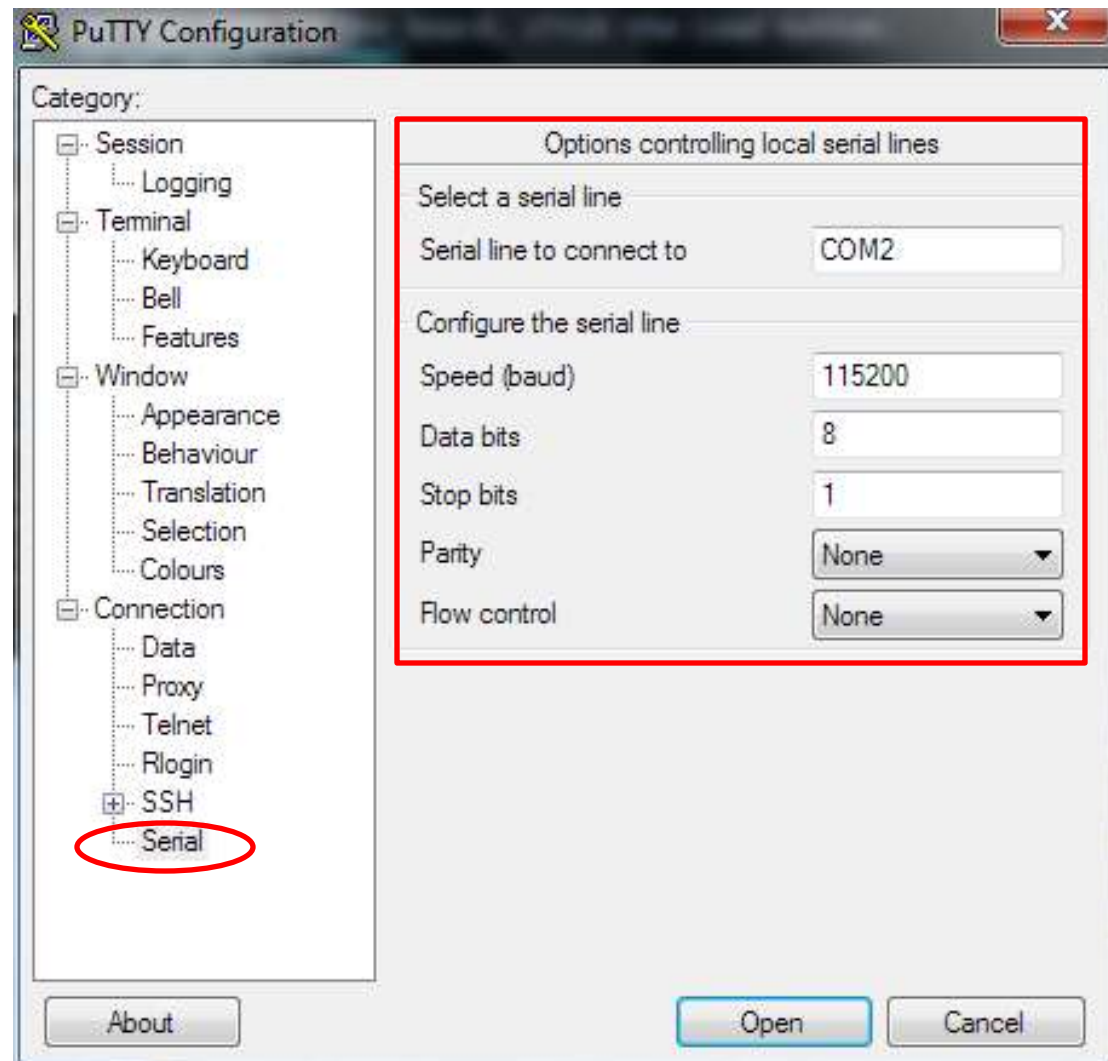 PuTTY Configuration
Category:
Session
Logging
Terminal
Keyboard
Bell
Features
Window
Appearance
Behaviour
Translation
Selection
Colours
Connection
Data
Proxy
Telnet
Rlogin
SSH
Serial
Options controlling local serial lines
Select a serial line
Serial line to connect to COM2
Configure the serial line
Speed (baud) 115200
Data bits 8
Stop bits 1
Parity None
Flow control None
About Open Cancel